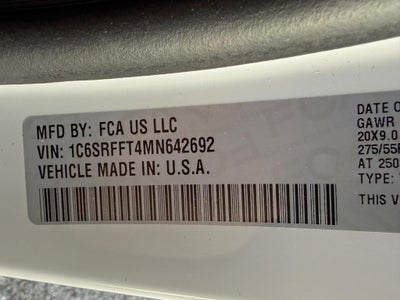 MFD BY: FCA US LLC
VIN: 1C6SRFFT4MN642692
VEHICLE MADE IN: U.S.A.
DATE O
GAWR
20X9.0
275/55
AT 250
TYPE:
THIS V